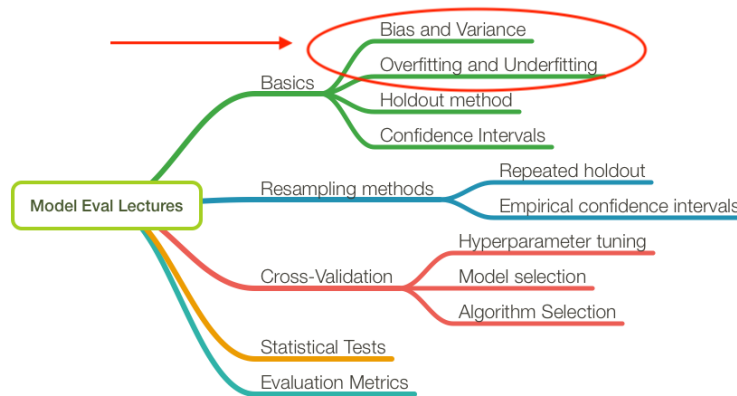 Model Eval Lectures
Basics
Bias and Variance
Overfitting and Underfitting
Holdout method
Confidence Intervals
Resampling methods
Repeated holdout
Empirical confidence intervals
Cross-Validation
Hyperparameter tuning
Model selection
Algorithm Selection
Statistical Tests
Evaluation Metrics